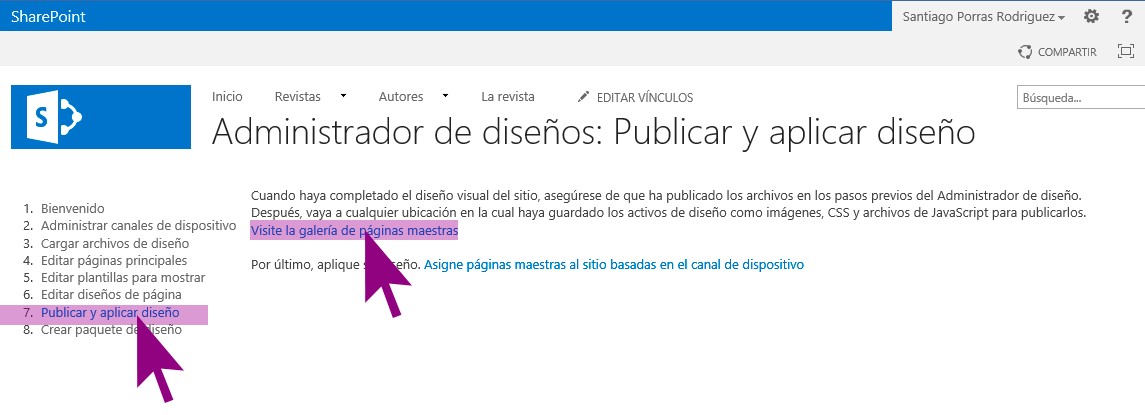 SharePoint
Santiago Porras Rodriguez
?
COMPARTIR
S
Inicio Revistas Autores La revista EDITAR VÍNCULOS
Búsqueda...
Administrador de diseños: Publicar y aplicar diseño
1. Bienvenido
2. Administrar canales de dispositivo
3. Cargar archivos de diseño
4. Editar páginas principales
5. Editar plantillas para mostrar
6. Editar diseños de página
7. Publicar y aplicar diseño
8. Crear paquete de diseño
Cuando haya completado el diseño visual del sitio, asegúrese de que ha publicado los archivos en los pasos previos del Administrador de diseño.
Después, vaya a cualquier ubicación en la cual haya guardado los activos de diseño como imágenes, CSS y archivos de JavaScript para publicarlos.
Visite la galería de páginas maestras
Por último, aplique su diseño. Asigne páginas maestras al sitio basadas en el canal de dispositivo